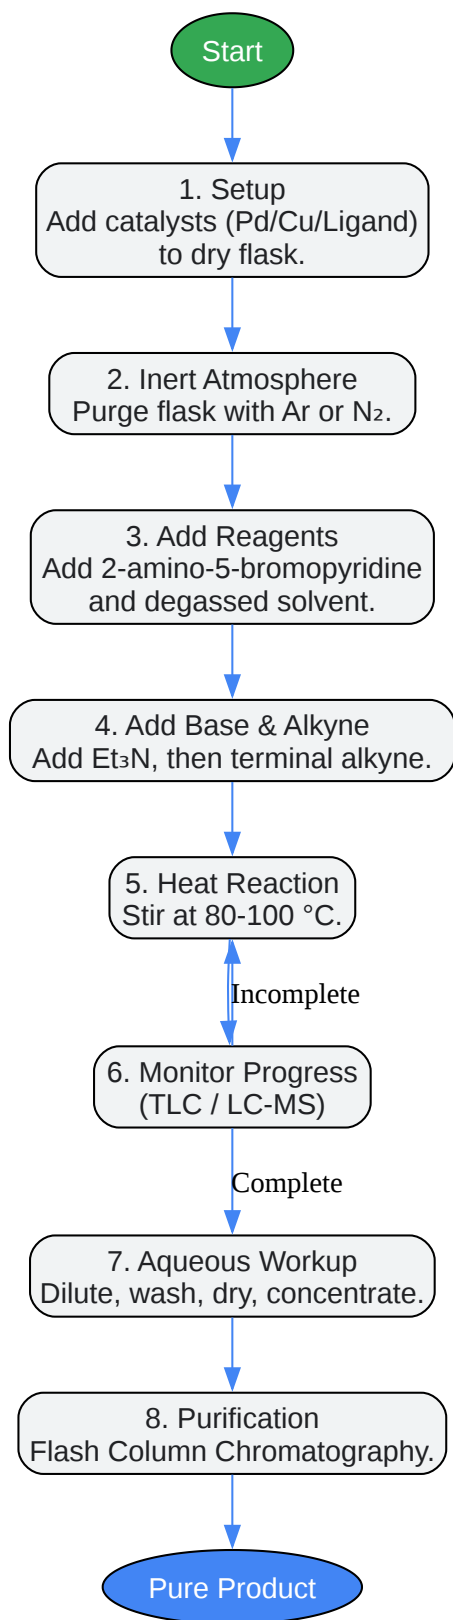 Start
1. Setup
Add catalysts (Pd/Cu/Ligand)
to dry flask.
2. Inert Atmosphere
Purge flask with Ar or N₂.
3. Add Reagents
Add 2-amino-5-bromopyridine
and degassed solvent.
4. Add Base & Alkyne
Add Et₃N, then terminal alkyne.
5. Heat Reaction
Stir at 80-100 °C.
Incomplete
6. Monitor Progress
(TLC / LC-MS)
Complete
7. Aqueous Workup
Dilute, wash, dry, concentrate.
8. Purification
Flash Column Chromatography.
Pure Product